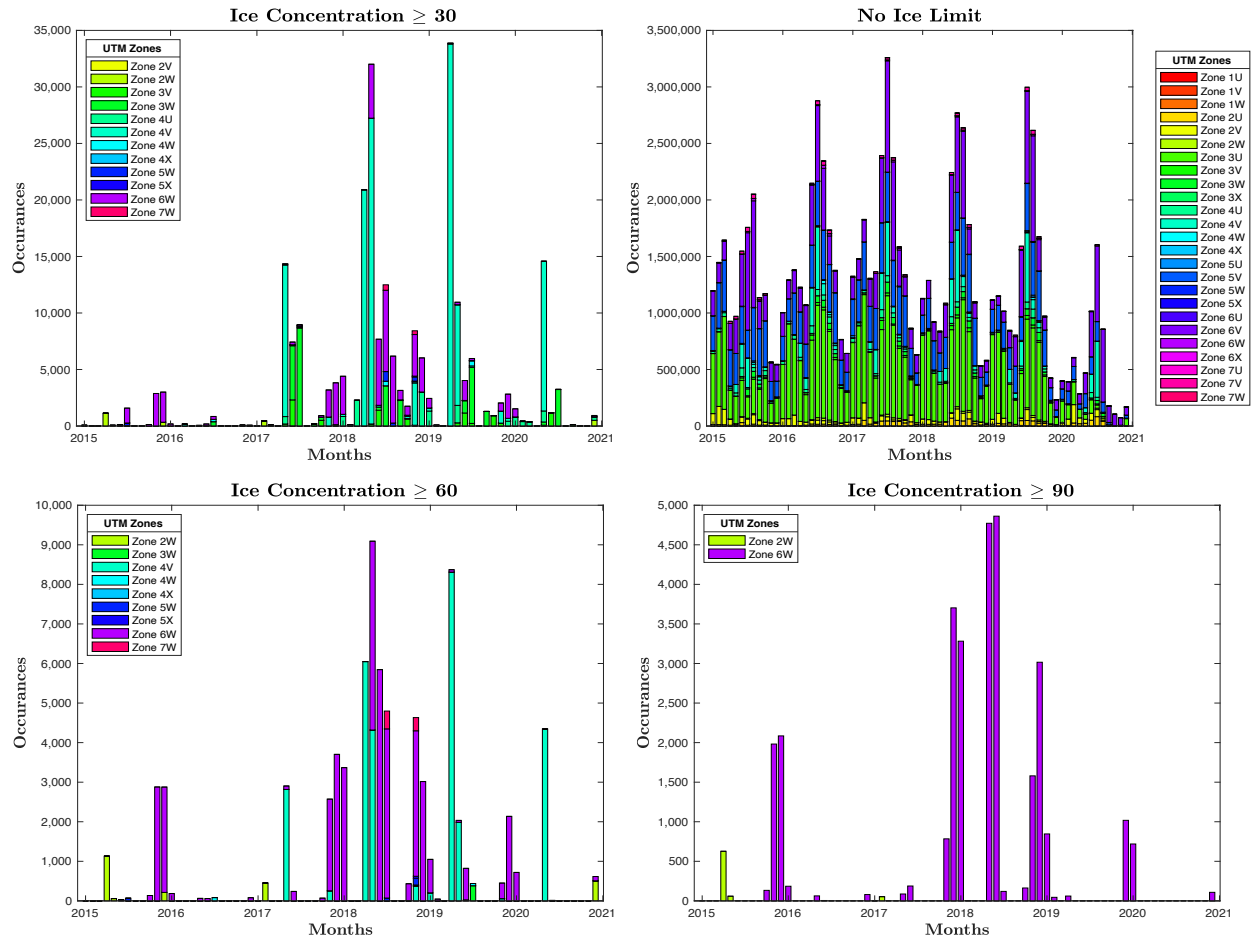 Ice Concentration ≥ 30
35,000
30,000
25,000
20,000
15,000
10,000
5,000
0
Occurances
UTM Zones
Zone 2V
Zone 2W
Zone 3V
Zone 3W
Zone 4U
Zone 4V
Zone 4W
Zone 4X
Zone 5W
Zone 5X
Zone 6W
Zone 7W
2015 2016 2017 2018 2019 2020 2021
Months
No Ice Limit
3,500,000
3,000,000
2,500,000
2,000,000
1,500,000
1,000,000
500,000
0
Occurances
2015 2016 2017 2018 2019 2020 2021
Months
UTM Zones
Zone 1U
Zone 1V
Zone 1W
Zone 2U
Zone 2V
Zone 2W
Zone 3U
Zone 3V
Zone 3W
Zone 3X
Zone 4U
Zone 4V
Zone 4W
Zone 4X
Zone 5U
Zone 5V
Zone 5W
Zone 5X
Zone 6U
Zone 6V
Zone 6W
Zone 6X
Zone 7U
Zone 7V
Zone 7W
Ice Concentration ≥ 60
10,000
9,000
8,000
7,000
6,000
5,000
4,000
3,000
2,000
1,000
0
Occurances
UTM Zones
Zone 2W
Zone 3W
Zone 4V
Zone 4W
Zone 4X
Zone 5W
Zone 5X
Zone 6W
Zone 7W
2015 2016 2017 2018 2019 2020 2021
Months
Ice Concentration ≥ 90
5,000
4,500
4,000
3,500
3,000
2,500
2,000
1,500
1,000
500
0
Occurances
UTM Zones
Zone 2W
Zone 6W
2015 2016 2017 2018 2019 2020 2021
Months